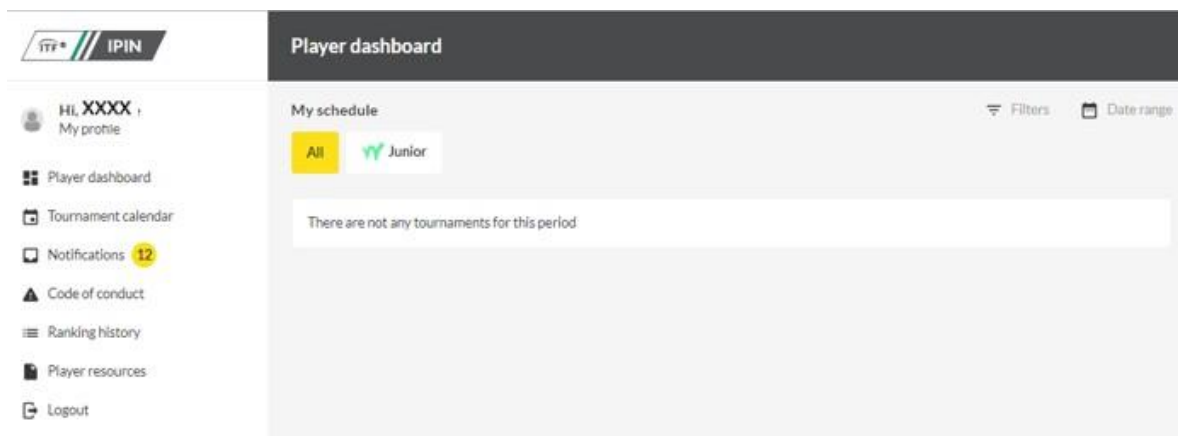 ITF® IPIN
Player dashboard
Hi, XXXX
My profile
Player dashboard
Tournament calendar
Notifications 12
Code of conduct
Ranking history
Player resources
Logout
My schedule
Filters
Date range
All
Junior
There are not any tournaments for this period